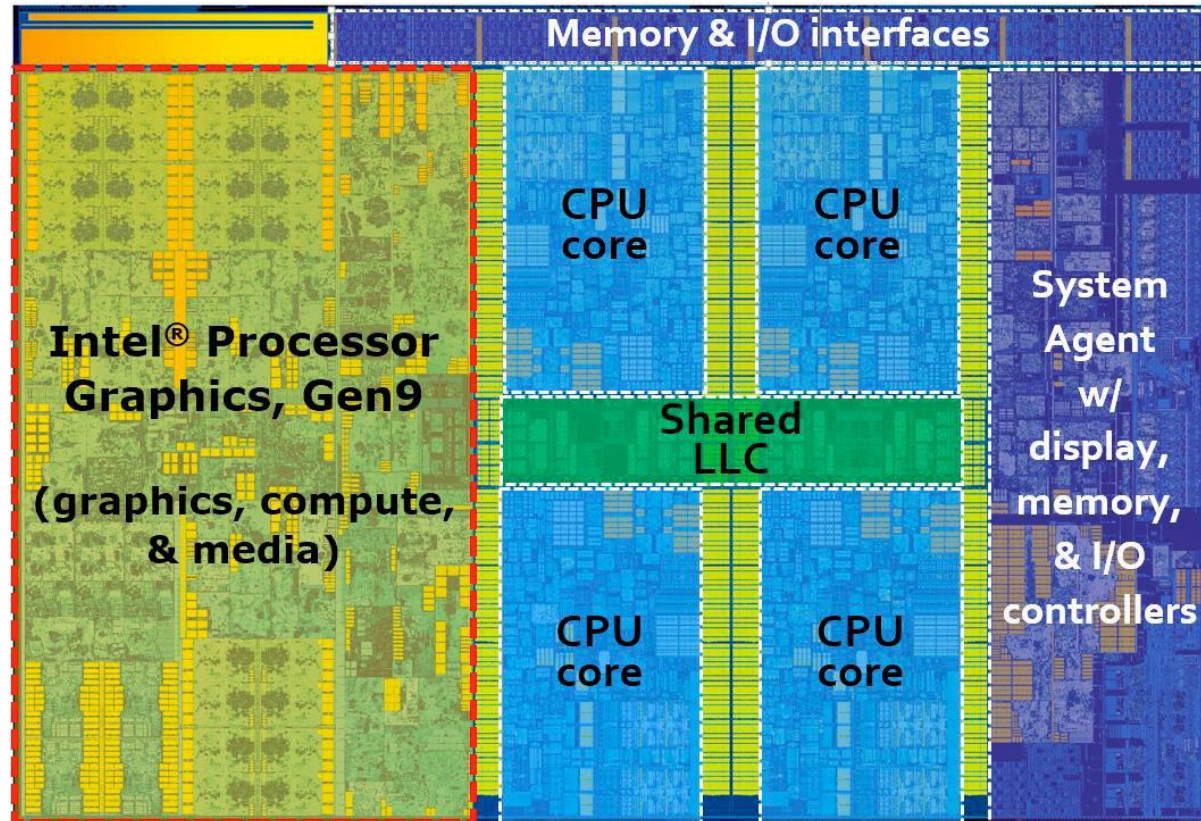 Memory & I/O interfaces
CPU
core
CPU
core
Intel® Processor
Graphics, Gen9
(graphics, compute,
& media)
Shared
LLC
CPU
core
CPU
core
System
Agent
w/
display,
memory,
& I/O
controllers